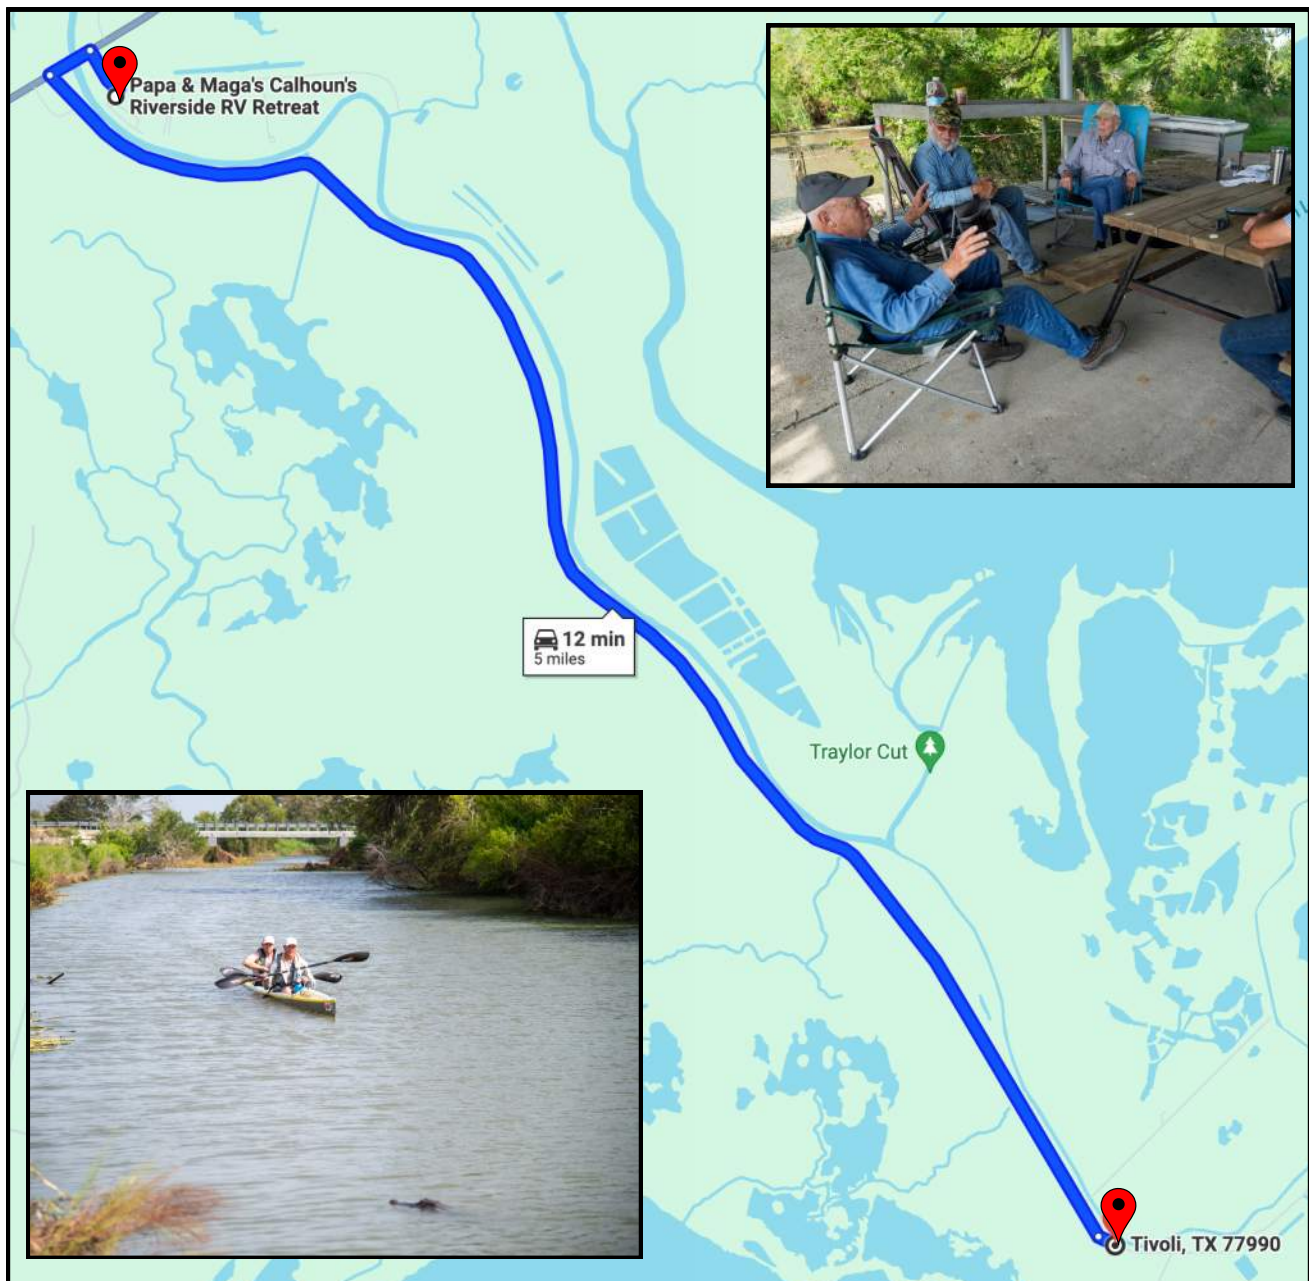 Papa & Maga's Calhoun's
Riverside RV Retreat
12 min
5 miles
Traylor Cut
Tivoli, TX 77990